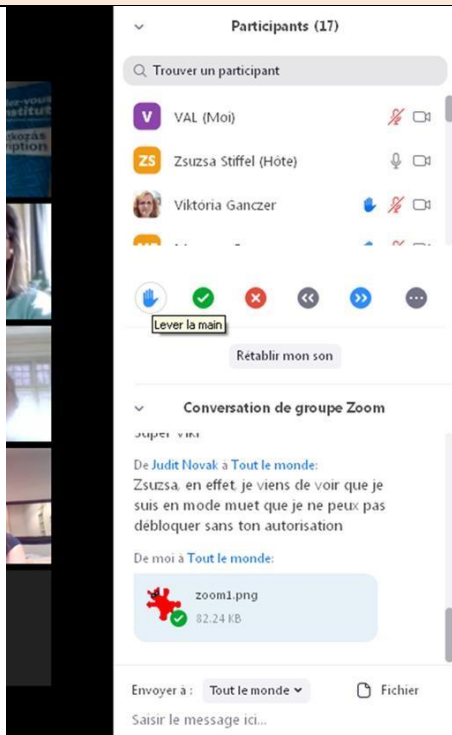 Participants (17)
Trouver un participant
V VAL (Moi)
ZS Zsuzsa Stiffel (Hôte)
Viktória Ganczer
Lever la main
Rétablir mon son
Conversation de groupe Zoom
De Judit Novak à Tout le monde:
Zsuzsa, en effet, je viens de voir que je
suis en mode muet que je ne peux pas
débloquer sans ton autorisation
De moi à Tout le monde:
zoom1.png
82.24 KB
Envoyer à : Tout le monde Fichier
Saisir le message ici...